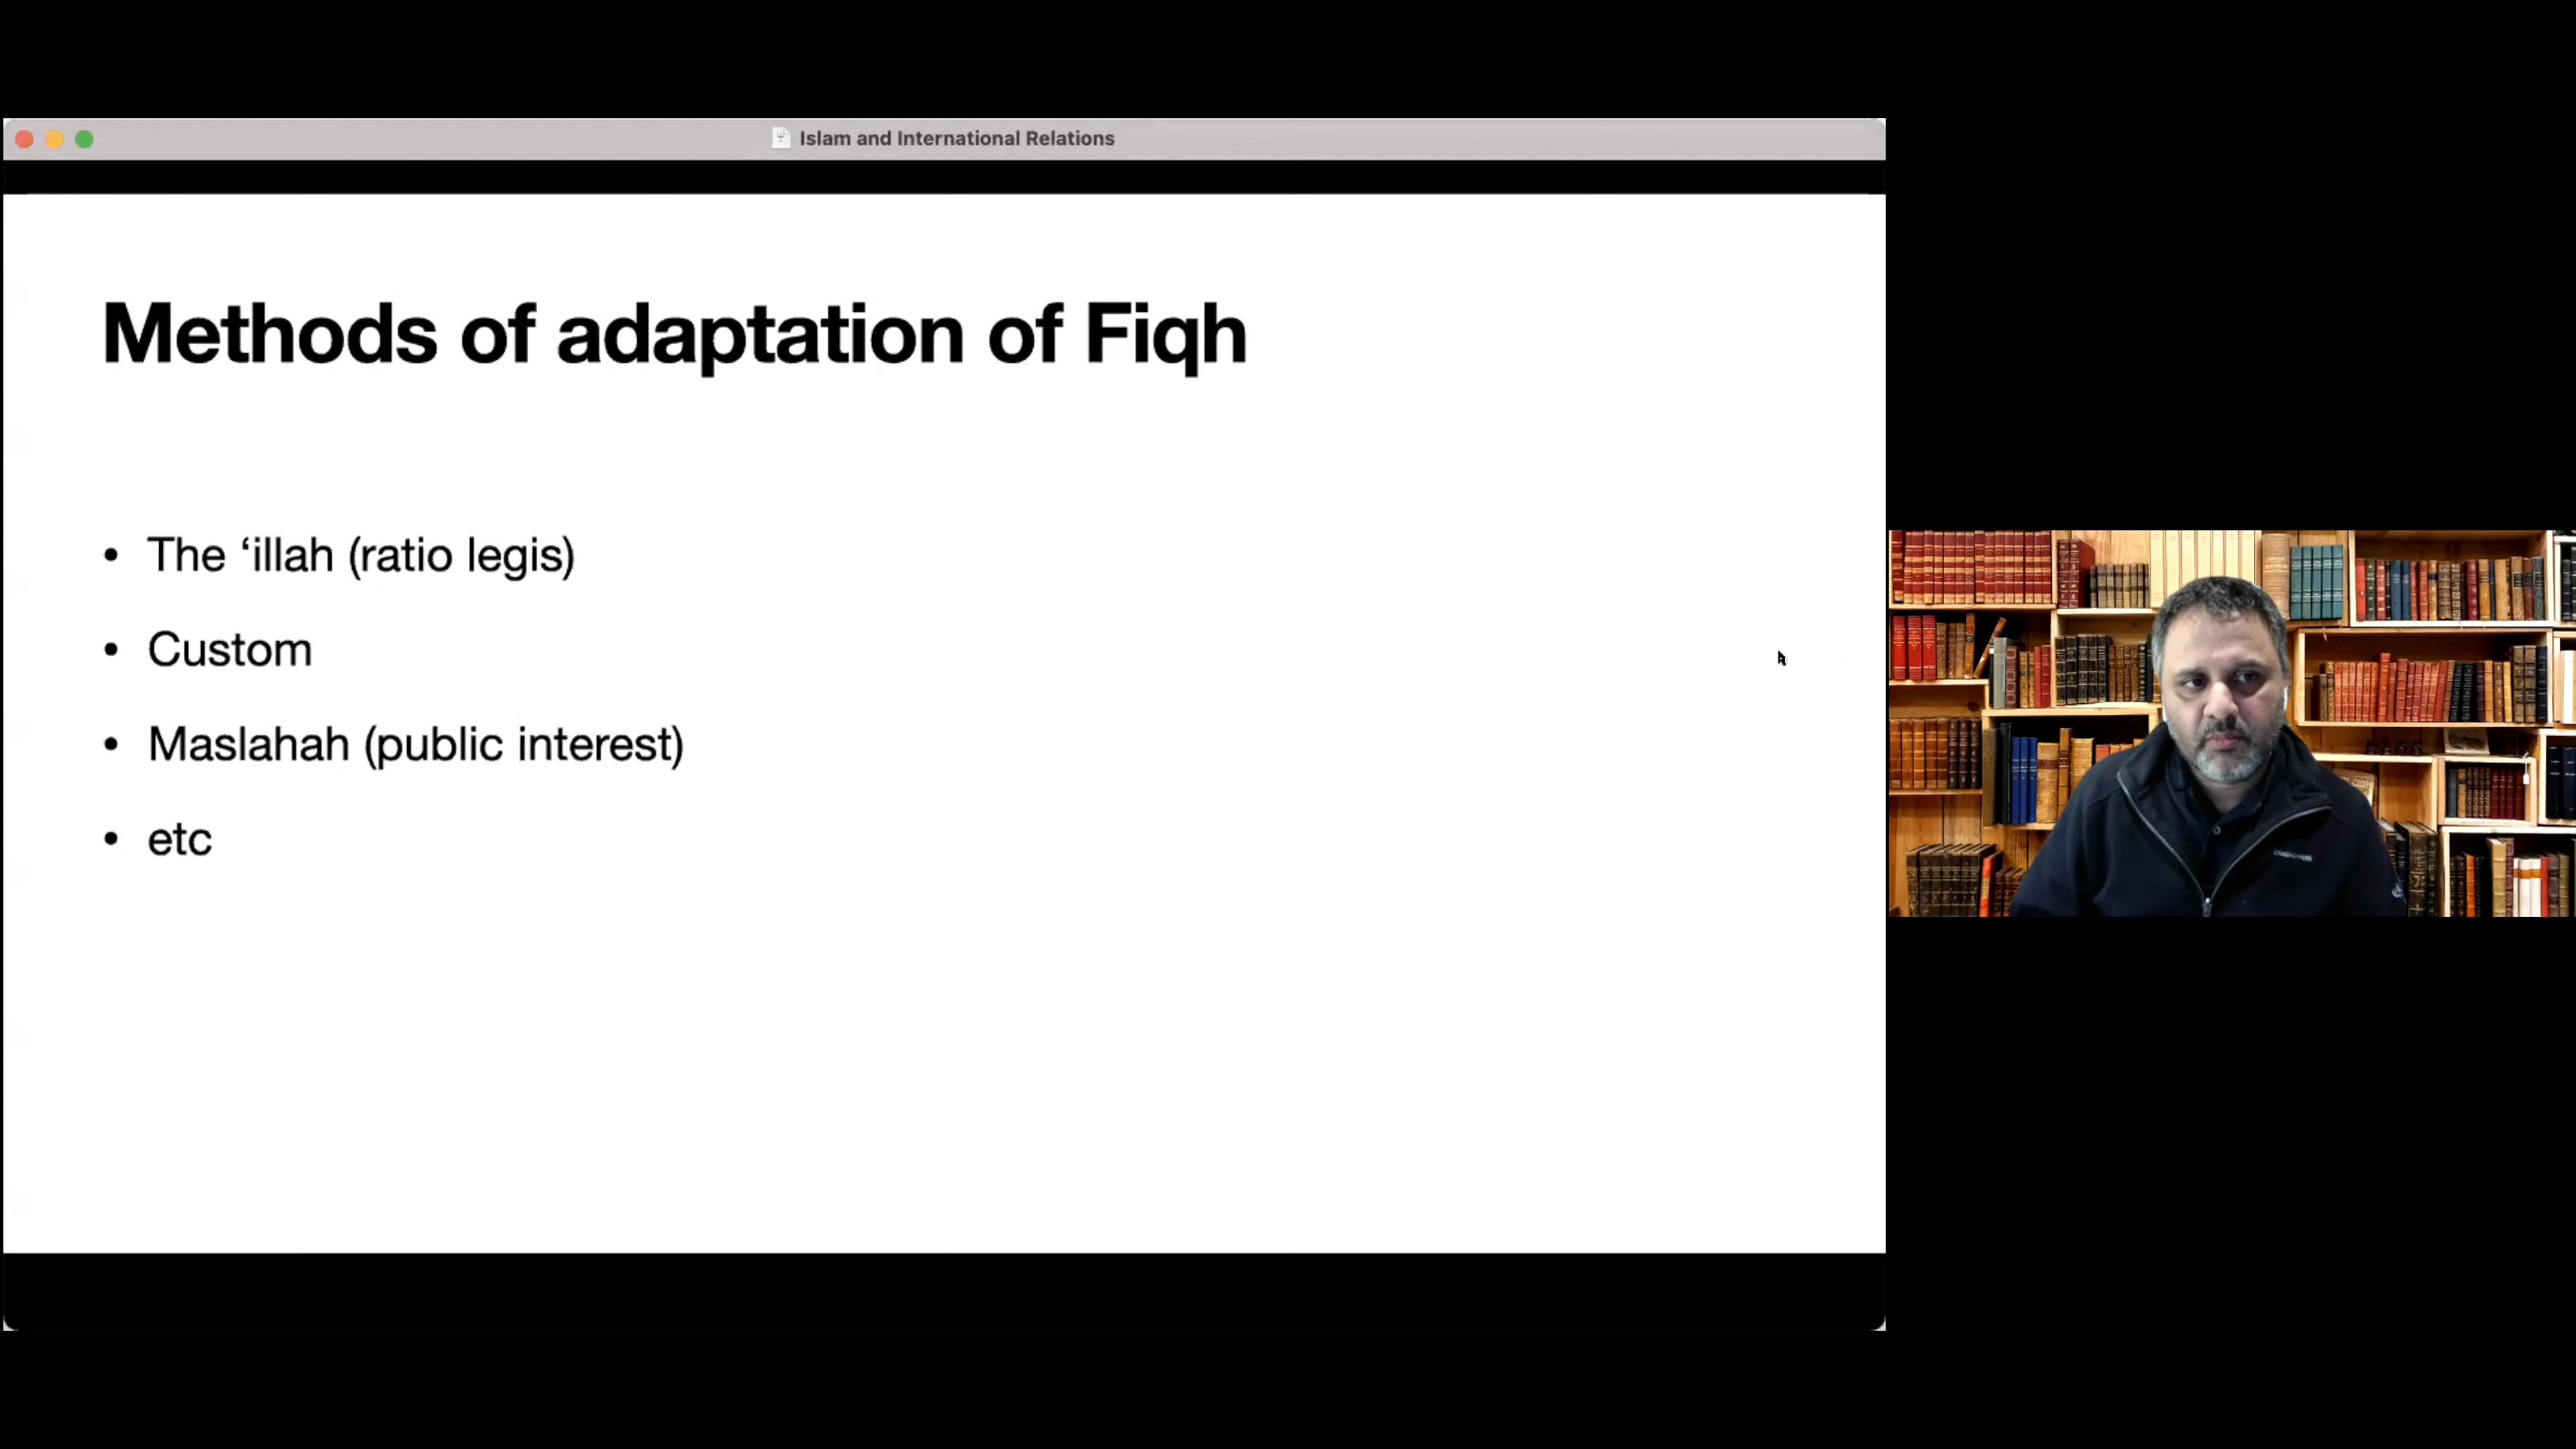 Islam and International Relations
Methods of adaptation of Fiqh
• The ‘illah (ratio legis)
• Custom
• Maslahah (public interest)
• etc